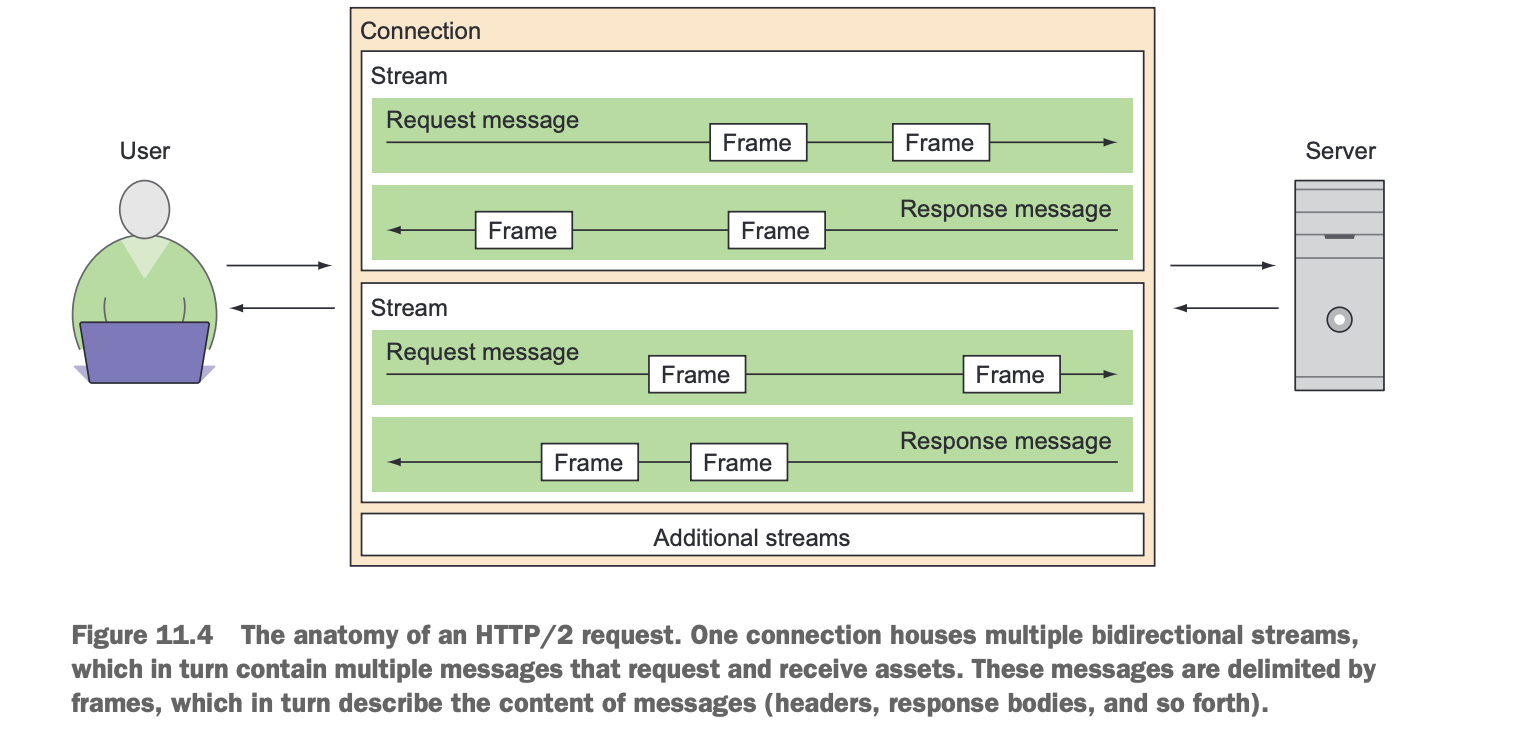 Connection
Stream
Request message
Frame
Frame
User
Server
Response message
Frame
Frame
Stream
Request message
Frame
Frame
Response message
Frame
Frame
Additional streams
Figure 11.4 The anatomy of an HTTP/2 request. One connection houses multiple bidirectional streams,
which in turn contain multiple messages that request and receive assets. These messages are delimited by
frames, which in turn describe the content of messages (headers, response bodies, and so forth).